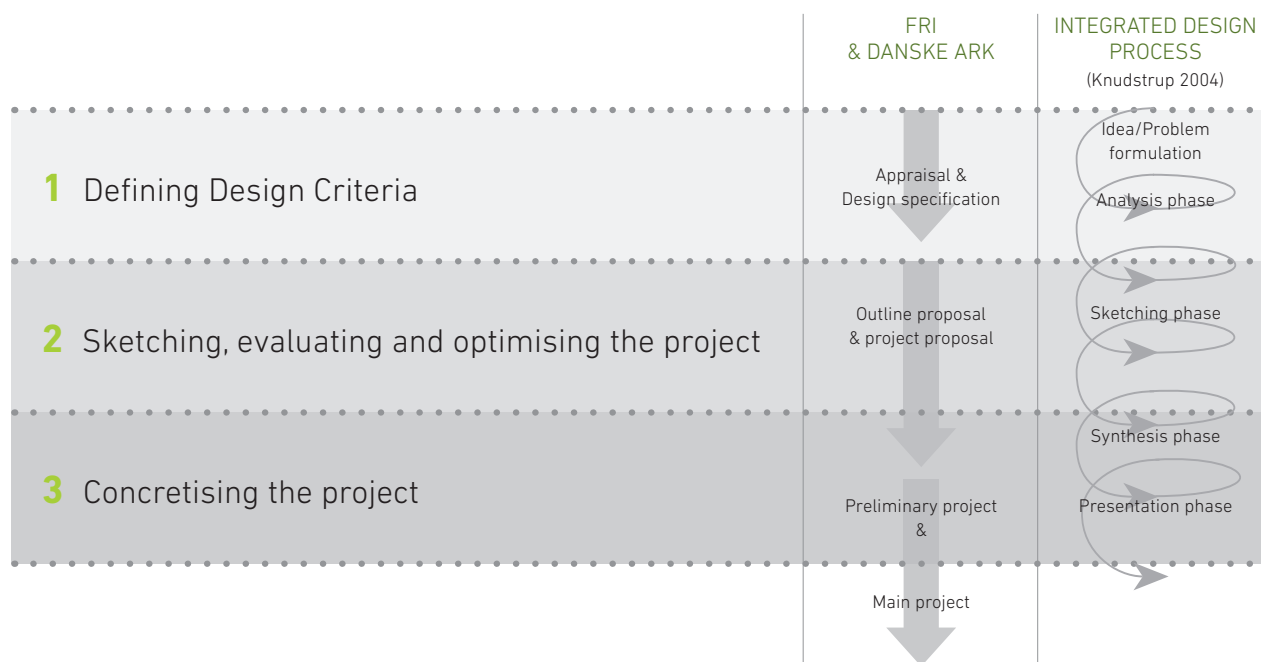 FRI
& DANSKE ARK
INTEGRATED DESIGN
PROCESS
(Knudstrup 2004)
1 Defining Design Criteria
Appraisal &
Design specification
Idea/Problem
formulation
Analysis phase
2 Sketching, evaluating and optimising the project
Outline proposal
& project proposal
Sketching phase
3 Concretising the project
Preliminary project
&
Main project
Synthesis phase
Presentation phase